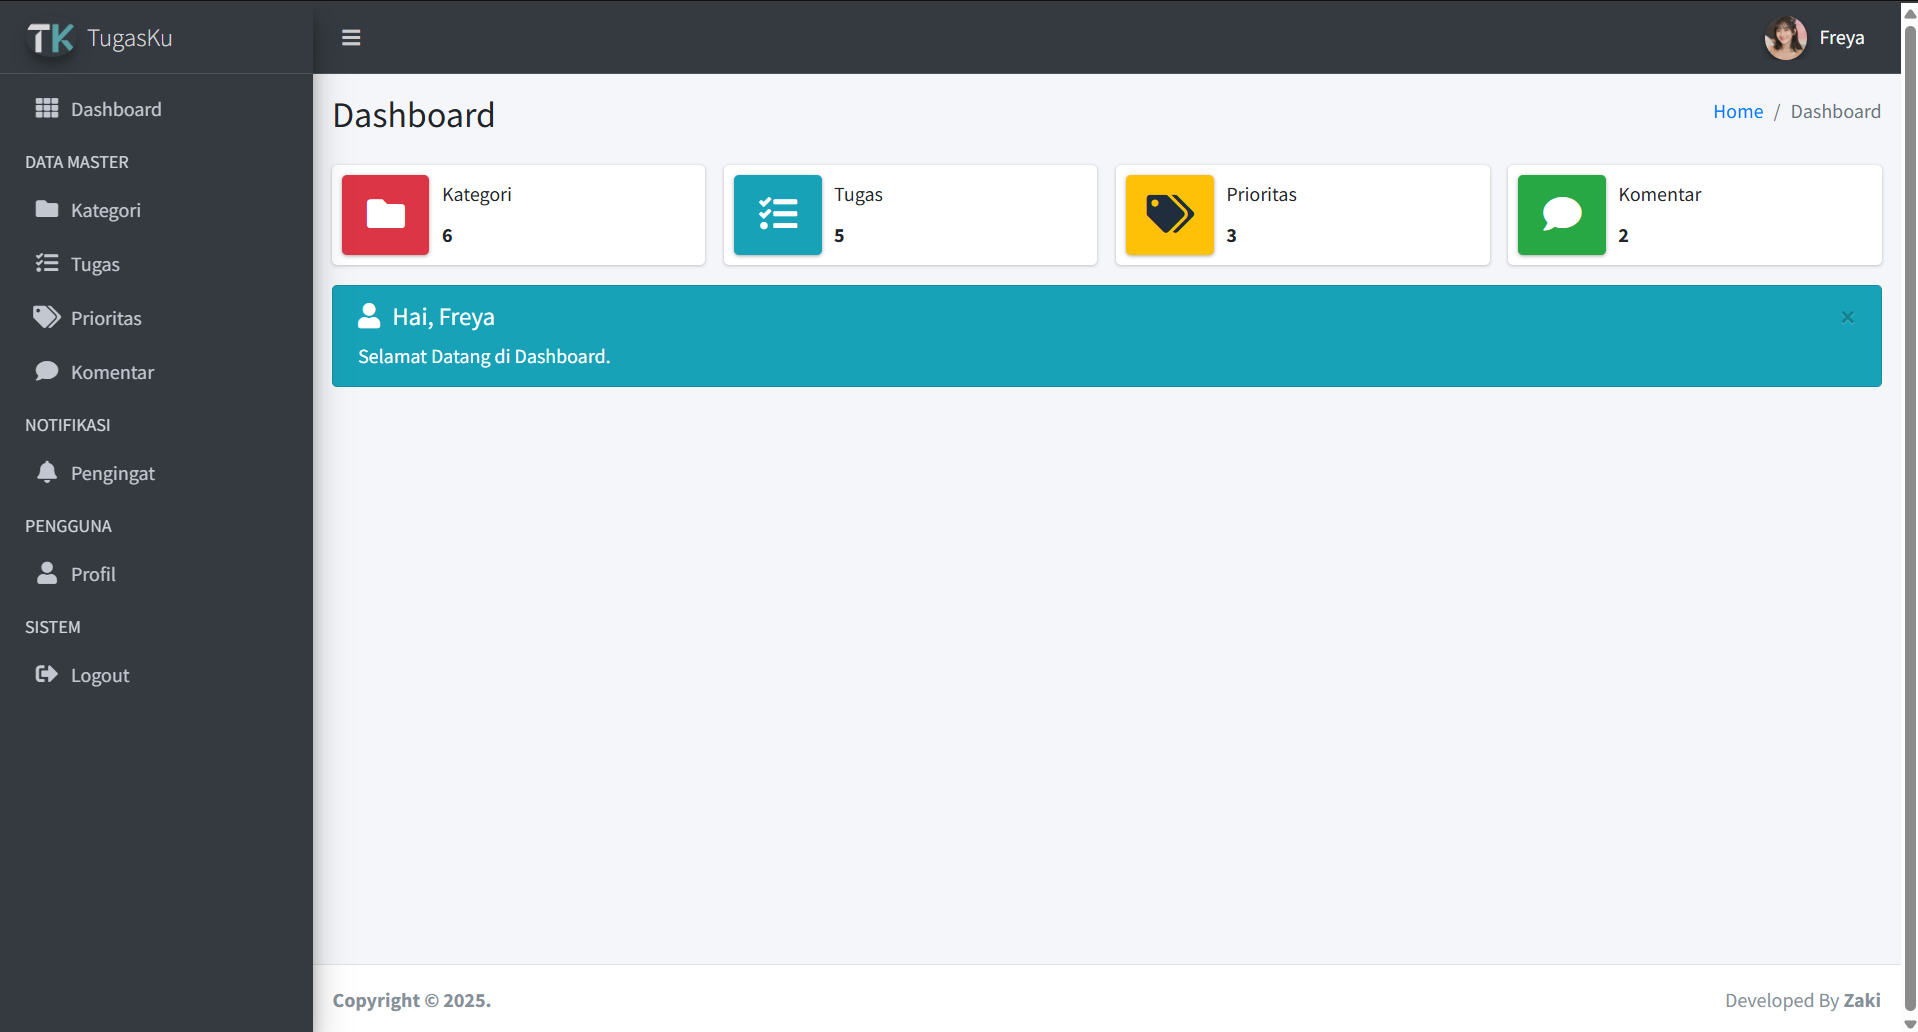 TK TugasKu
Freya
Dashboard
DATA MASTER
Kategori
Tugas
Prioritas
Komentar
NOTIFIKASI
Pengingat
PENGGUNA
Profil
SISTEM
Logout
Dashboard
Home / Dashboard
Kategori
6
Tugas
5
Prioritas
3
Komentar
2
Hai, Freya
×
Selamat Datang di Dashboard.
Copyright © 2025.
Developed By Zaki